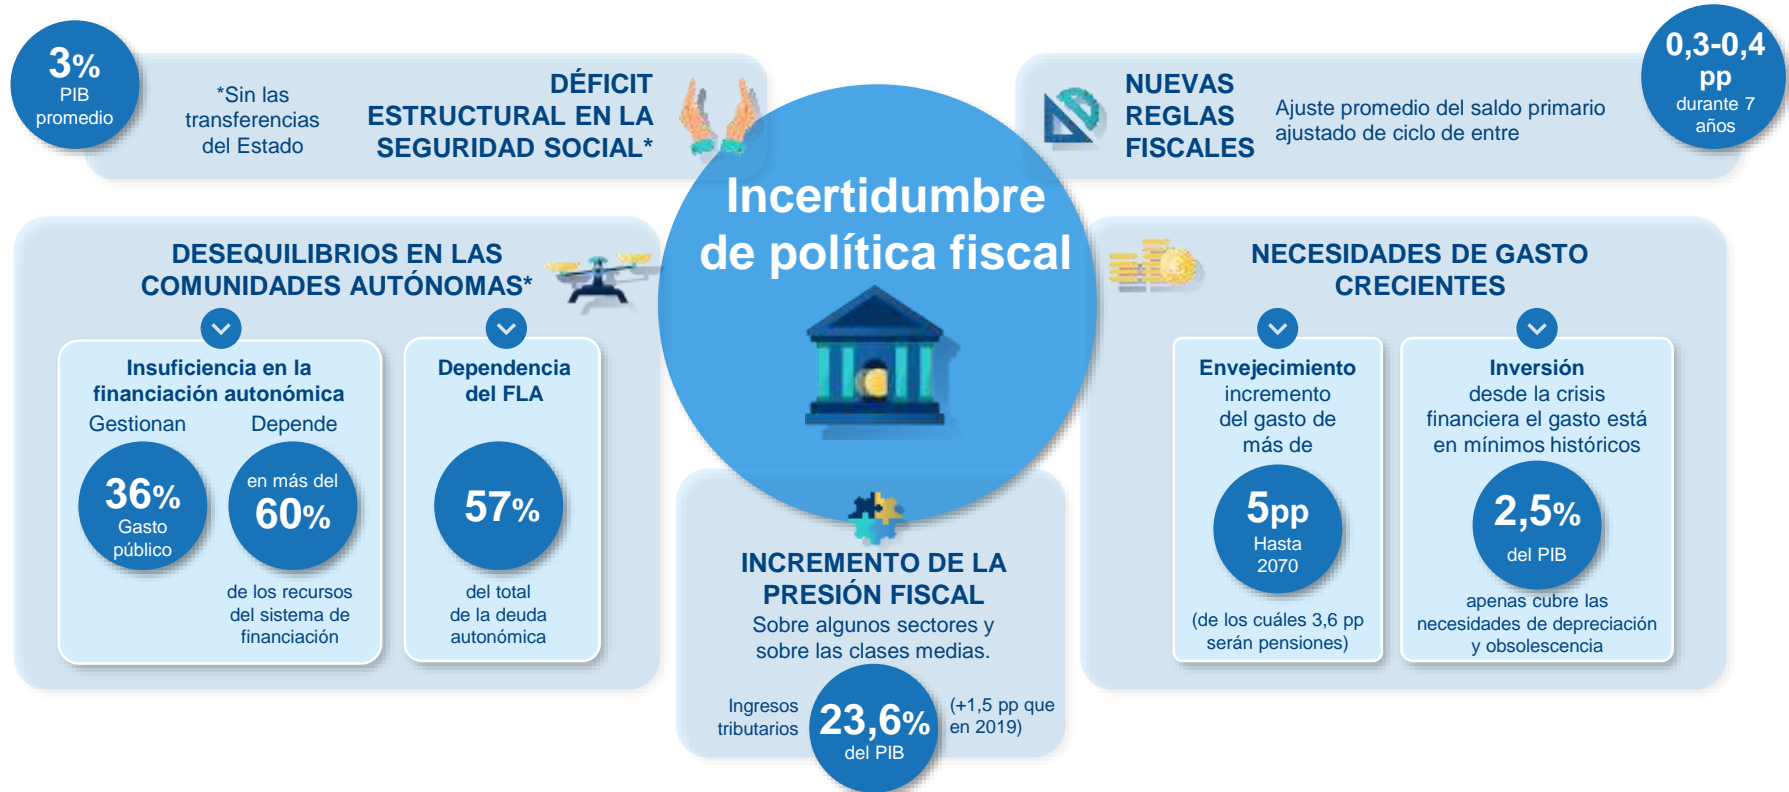 3%
PIB
promedio
*Sin las
transferencias
del Estado
DÉFICIT
ESTRUCTURAL EN LA
SEGURIDAD SOCIAL*
NUEVAS
REGLAS
FISCALES
Ajuste promedio del saldo primario
ajustado de ciclo de entre
0,3-0,4
pp
durante 7
años
Incertidumbre
de política fiscal
DESEQUILIBRIOS EN LAS
COMUNIDADES AUTÓNOMAS*
Insuficiencia en la
financiación autonómica
Gestionan
36%
Gasto
público
Depende
en más del
60%
de los recursos
del sistema de
financiación
Dependencia
del FLA
57%
del total
de la deuda
autonómica
INCREMENTO DE LA
PRESIÓN FISCAL
Sobre algunos sectores y
sobre las clases medias.
Ingresos
tributarios
23,6%
del PIB
(+1,5 pp que
en 2019)
NECESIDADES DE GASTO
CRECIENTES
Envejecimiento
incremento
del gasto de
más de
5pp
Hasta
2070
(de los cuáles 3,6 pp
serán pensiones)
Inversión
desde la crisis
financiera el gasto está
en mínimos históricos
2,5%
del PIB
apenas cubre las
necesidades de depreciación
y obsolescencia